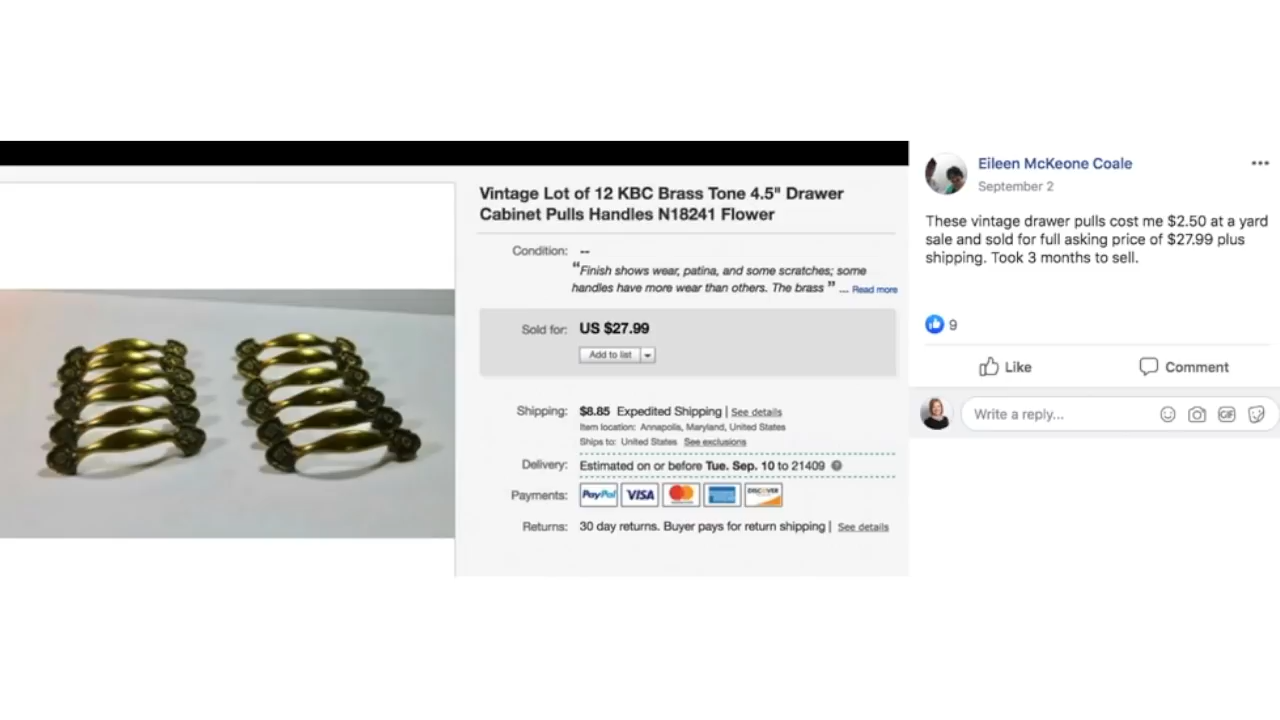 Vintage Lot of 12 KBC Brass Tone 4.5" Drawer
Cabinet Pulls Handles N18241 Flower
Condition: --
"Finish shows wear, patina, and some scratches; some
handles have more wear than others. The brass " ... Read more
Sold for: US $27.99
Add to list
Shipping: $8.85 Expedited Shipping | See details
Item location: Annapolis, Maryland, United States
Ships to: United States See exclusions
Delivery: Estimated on or before Tue. Sep. 10 to 21409
Payments: PayPal VISA MasterCard DISCOVER
Returns: 30 day returns. Buyer pays for return shipping | See details
Eileen McKeone Coale
September 2
These vintage drawer pulls cost me $2.50 at a yard
sale and sold for full asking price of $27.99 plus
shipping. Took 3 months to sell.
9
Like Comment
Write a reply...
GIF